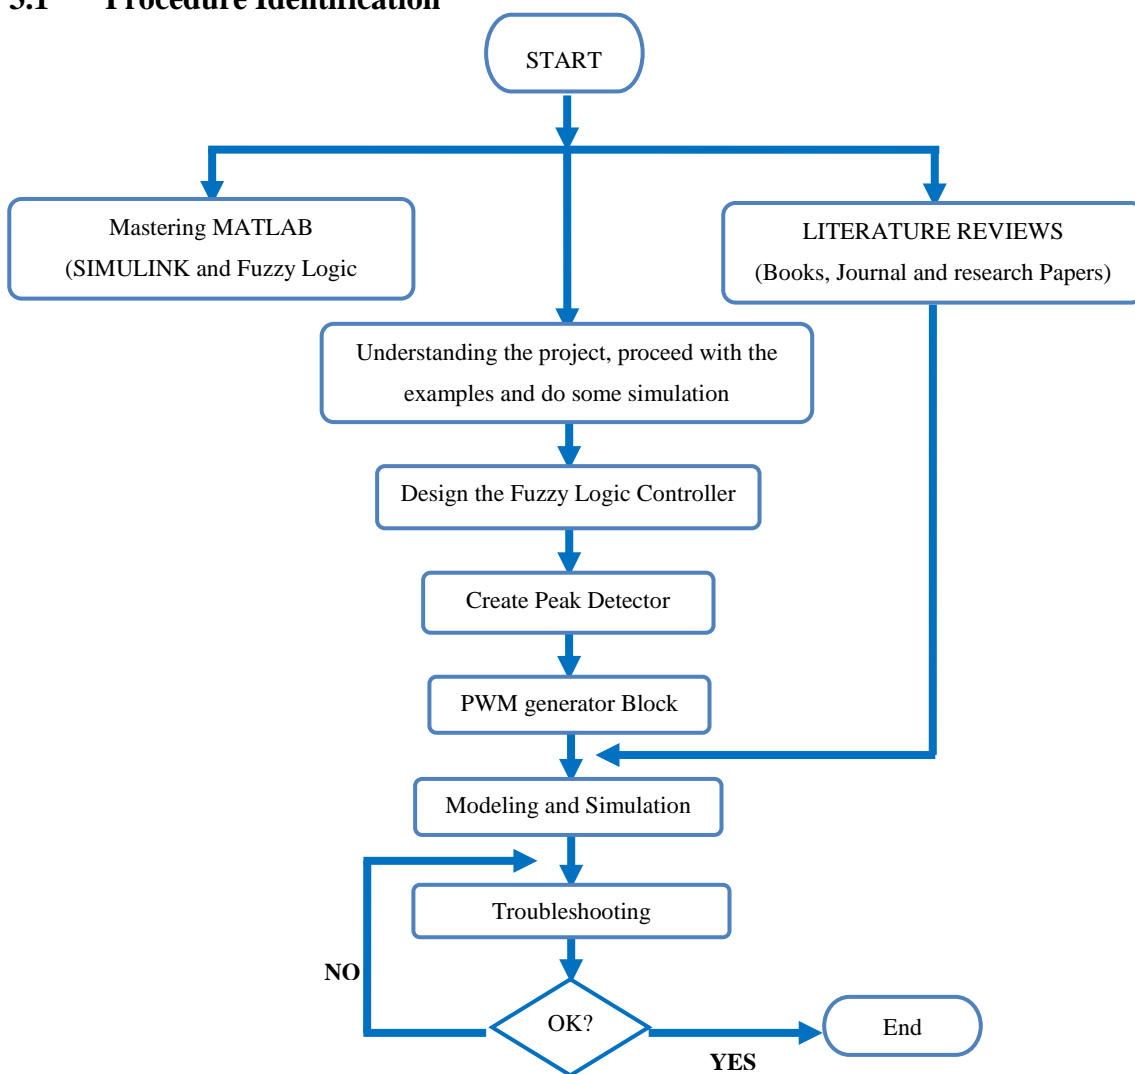 Procedure Identification
START
Mastering MATLAB
(SIMULINK and Fuzzy Logic
LITERATURE REVIEWS
(Books, Journal and research Papers)
Understanding the project, proceed with the
examples and do some simulation
Design the Fuzzy Logic Controller
Create Peak Detector
PWM generator Block
Modeling and Simulation
Troubleshooting
NO
OK?
End
YES